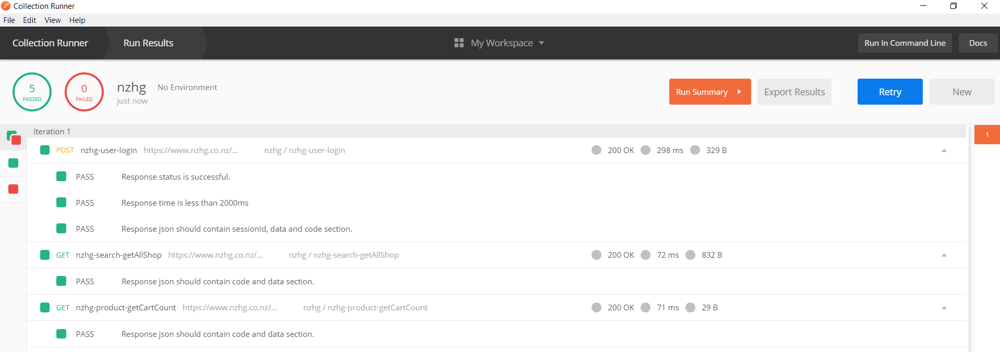 Collection Runner
File Edit View Help
Collection Runner Run Results My Workspace Run In Command Line Docs
5 PASSED
0 FAILED
nzhg No Environment
just now
Run Summary Export Results Retry New
Iteration 1
1
POST nzhg-user-login https://www.nzhg.co.nz/... nzhg / nzhg-user-login 200 OK 298 ms 329 B
PASS Response status is successful.
PASS Response time is less than 2000ms
PASS Response json should contain sessionId, data and code section.
GET nzhg-search-getAllShop https://www.nzhg.co.nz/... nzhg / nzhg-search-getAllShop 200 OK 72 ms 832 B
PASS Response json should contain code and data section.
GET nzhg-product-getCartCount https://www.nzhg.co.nz/... nzhg / nzhg-product-getCartCount 200 OK 71 ms 29 B
PASS Response json should contain code and data section.